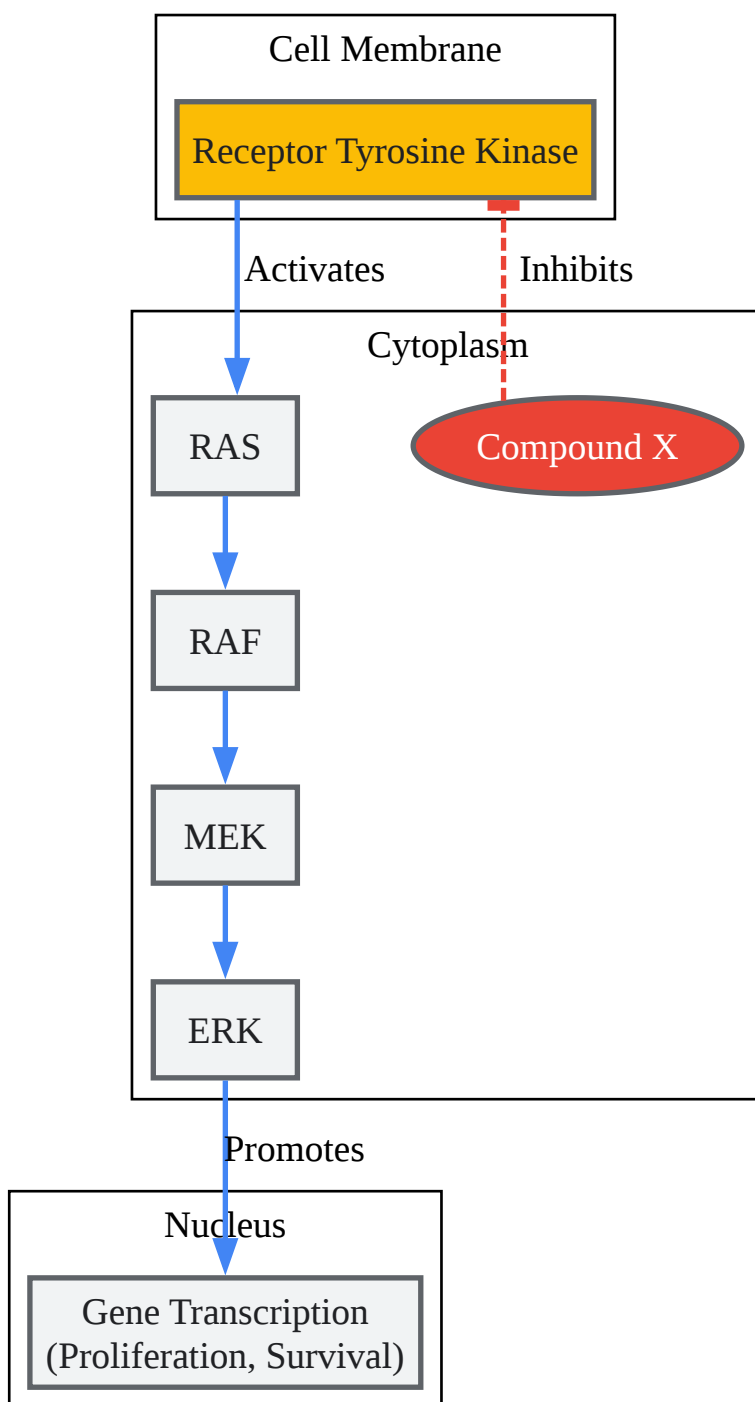 Cell Membrane
Receptor Tyrosine Kinase
Activates
Inhibits
Cytoplasm
RAS
Compound X
RAF
MEK
ERK
Promotes
Nucleus
Gene Transcription
(Proliferation, Survival)